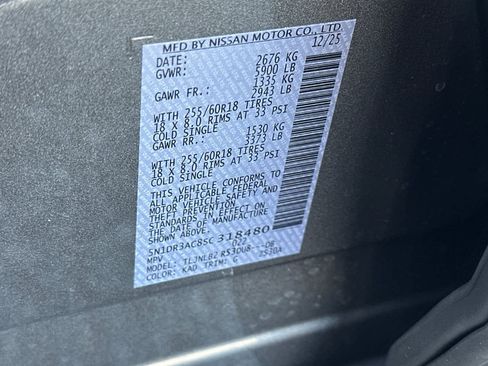 MFD BY NISSAN MOTOR CO., LTD.
DATE: 12/25
GVWR: 2676 KG
5900 LB
GAWR FR.: 1335 KG
2943 LB
WITH 255/60R18 TIRES
18 X 8.0 RIMS AT 33 PSI
COLD SINGLE
GAWR RR.: 1530 KG
3373 LB
WITH 255/60R18 TIRES
18 X 8.0 RIMS AT 33 PSI
COLD SINGLE
THIS VEHICLE CONFORMS TO
ALL APPLICABLE FEDERAL
MOTOR VEHICLE SAFETY AND
THEFT PREVENTION
STANDARDS IN EFFECT ON
THE DATE OF MANUFACTURE
SHOWN ABOVE.
5N1DR3AC8SC318480
MPV 02
MODEL:
COLOR: KAD TRIM: G